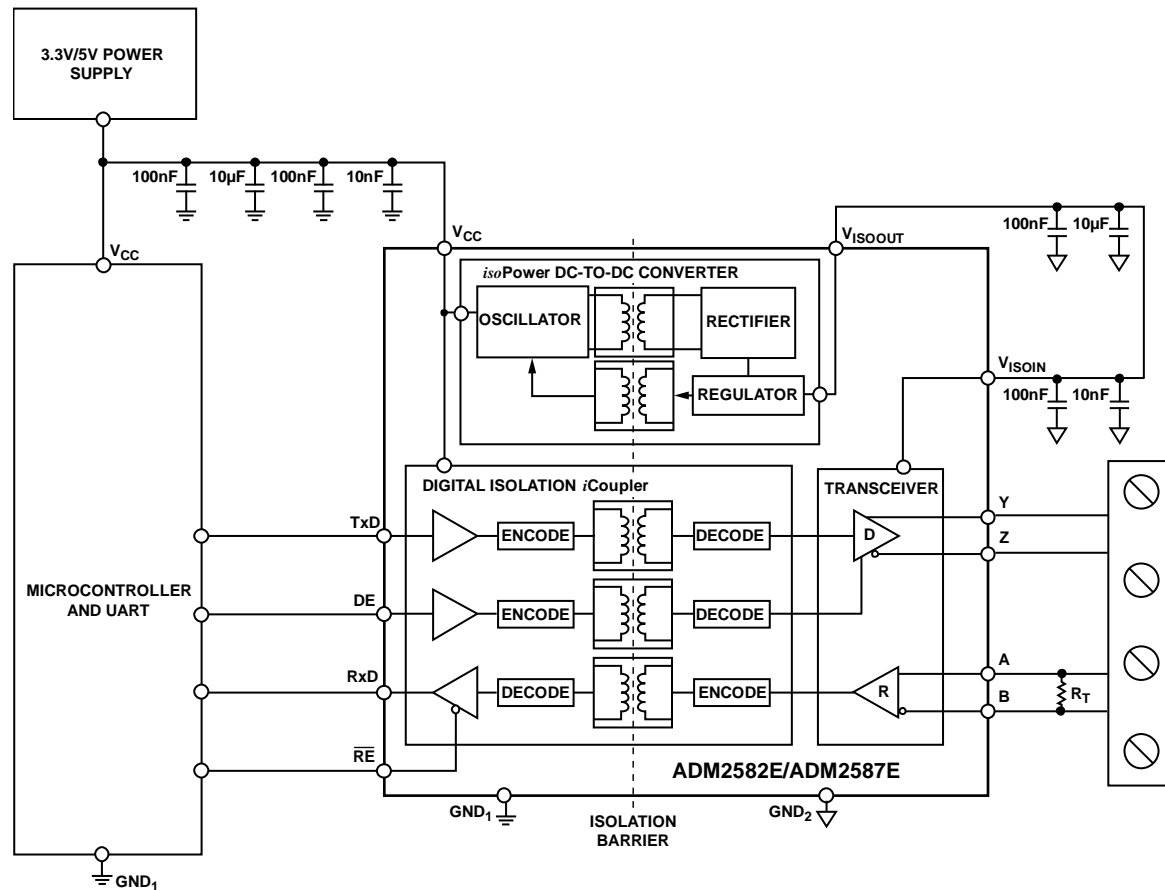 3.3V/5V POWER
SUPPLY
100nF
10µF
100nF
10nF
VCC
VCC
VISOOUT
100nF
10µF
isoPower DC-TO-DC CONVERTER
OSCILLATOR
RECTIFIER
REGULATOR
VISOIN
100nF
10nF
DIGITAL ISOLATION iCoupler
TRANSCEIVER
MICROCONTROLLER
AND UART
TxD
ENCODE
DECODE
D
Y
Z
DE
ENCODE
DECODE
RxD
DECODE
ENCODE
R
A
B
RT
RE
ADM2582E/ADM2587E
GND1
ISOLATION
BARRIER
GND2
GND1